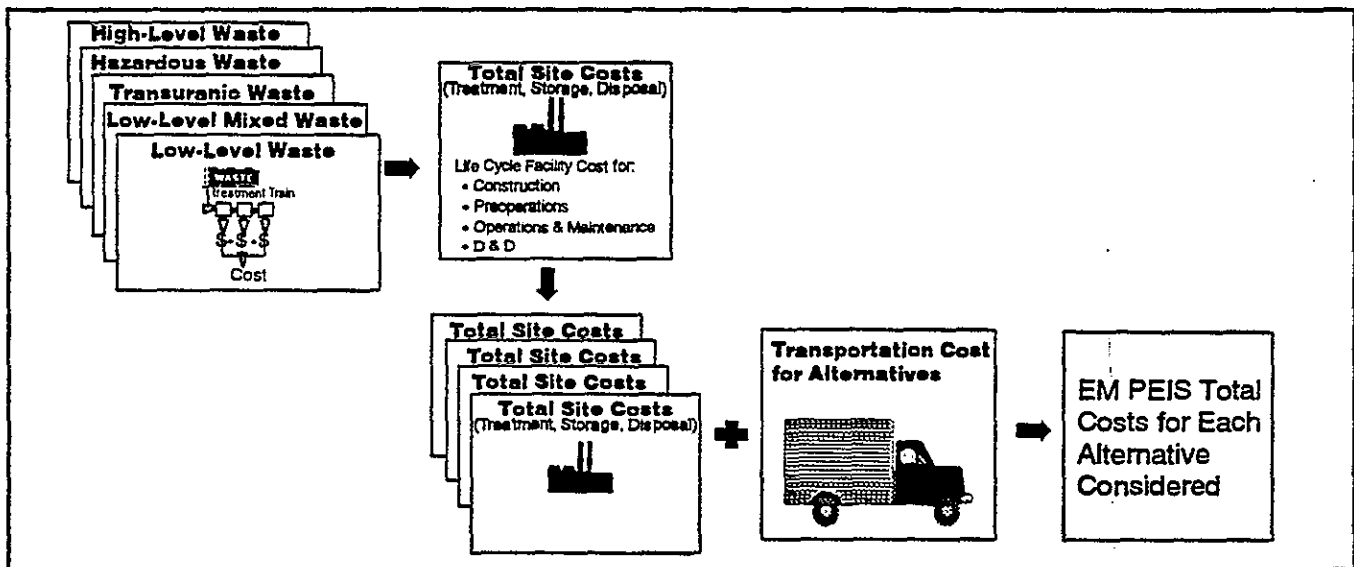 High-Level Waste
Hazardous Waste
Transuranic Waste
Low-Level Mixed Waste
Low-Level Waste
WASTE
Treatment Train
$ + $ + $
Cost
Total Site Costs
(Treatment, Storage, Disposal)
Life Cycle Facility Cost for:
• Construction
• Preoperations
• Operations & Maintenance
• D & D
Total Site Costs
Total Site Costs
Total Site Costs
Total Site Costs
(Treatment, Storage, Disposal)
Transportation Cost
for Alternatives
EM PEIS Total
Costs for Each
Alternative
Considered